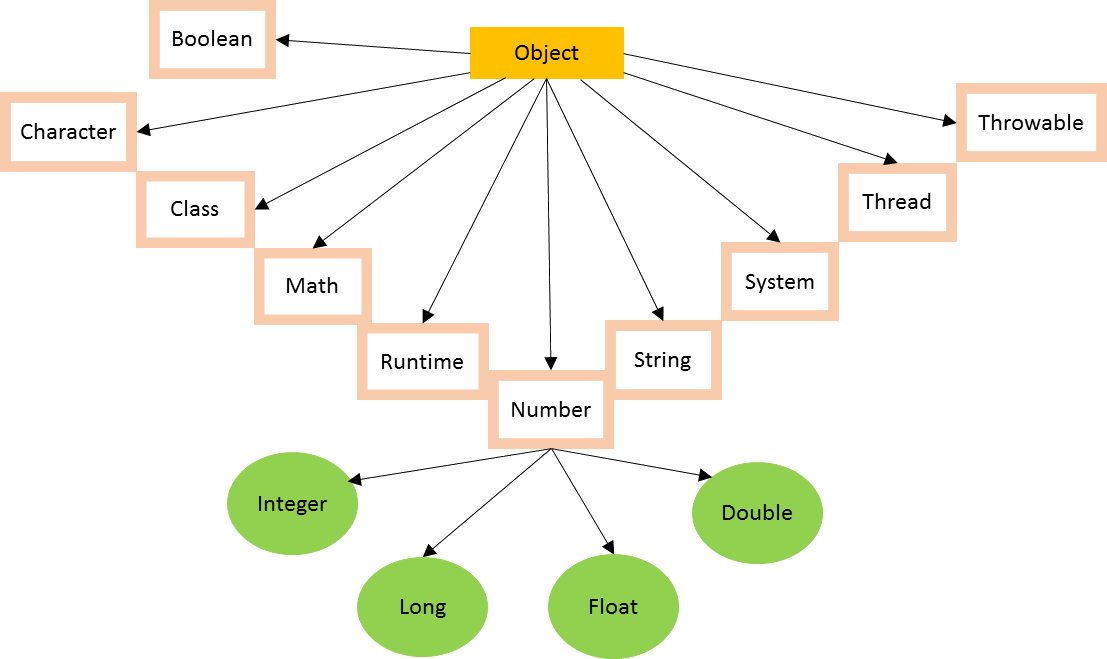 Boolean
Object
Character
Throwable
Class
Thread
Math
System
Runtime
String
Number
Integer
Double
Long
Float